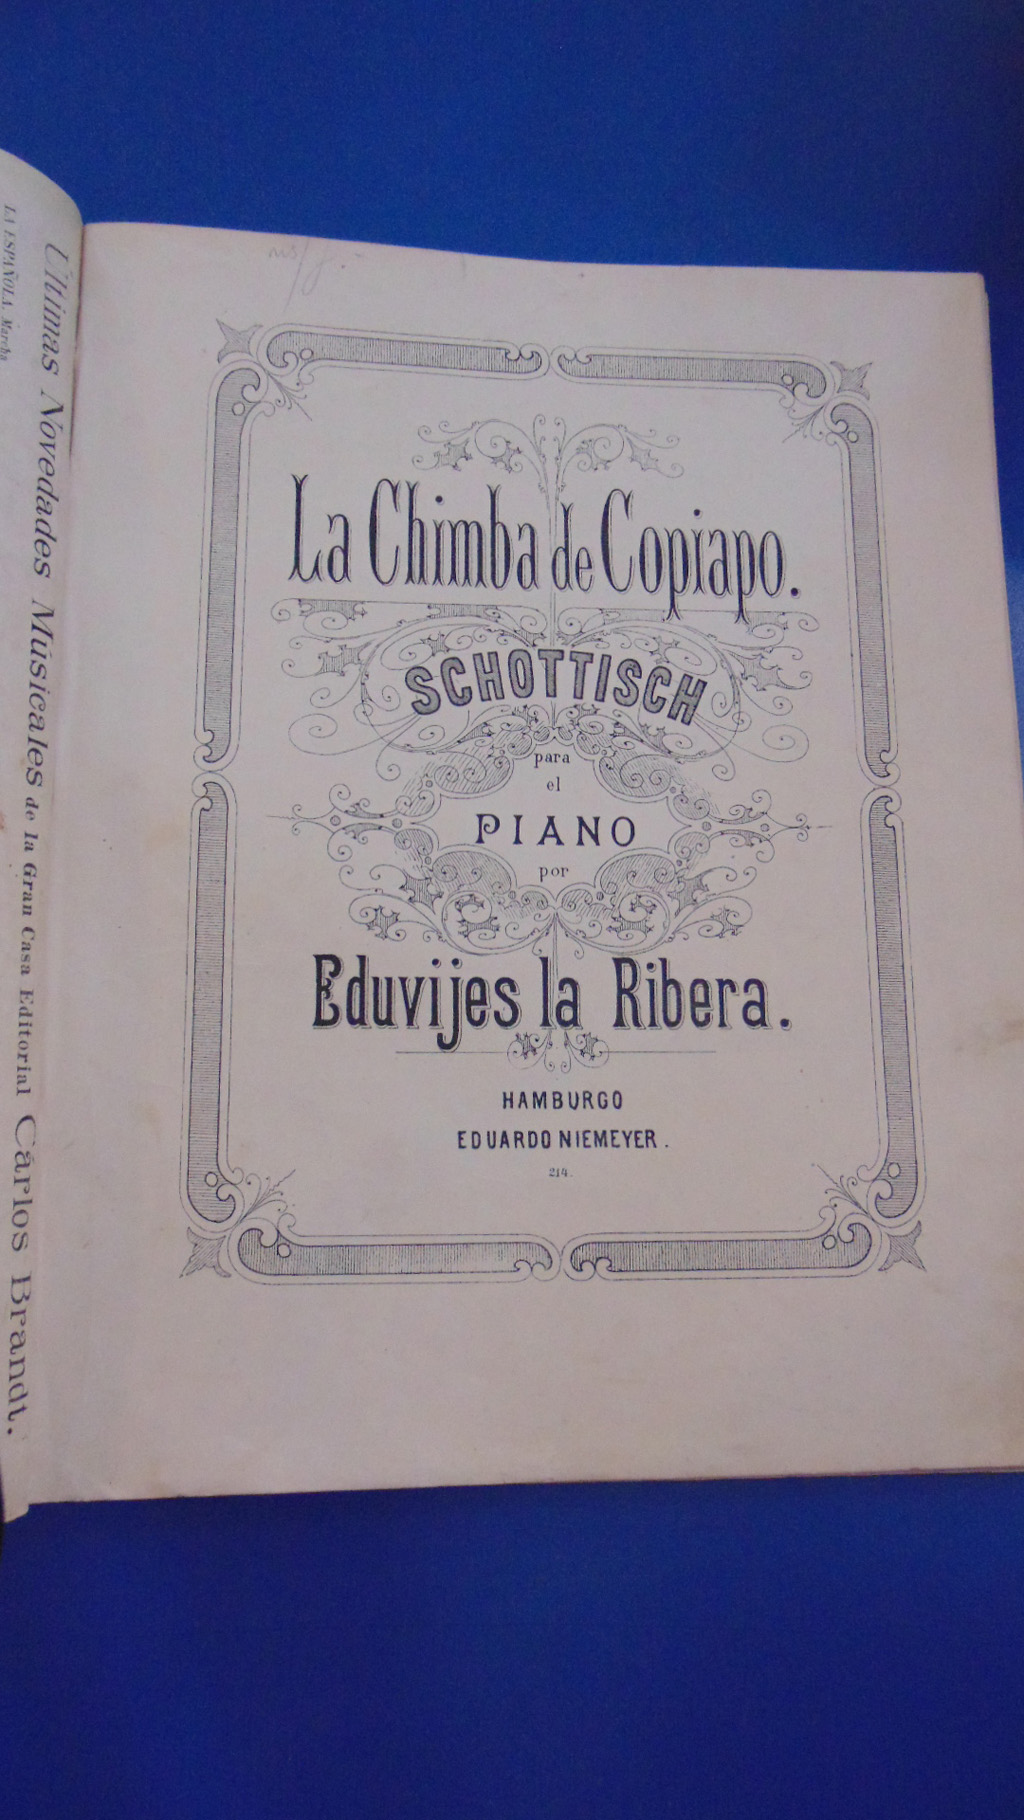 LA ESPAÑOLA. Marcha
Últimas Novedades Músicales de la Gran Casa Editorial Cárlos Brandt.
La Chimba de Copiapo.
SCHOTTISCH
para
el
PIANO
por
Eduvijes la Ribera.
HAMBURGO
EDUARDO NIEMEYER.
214.